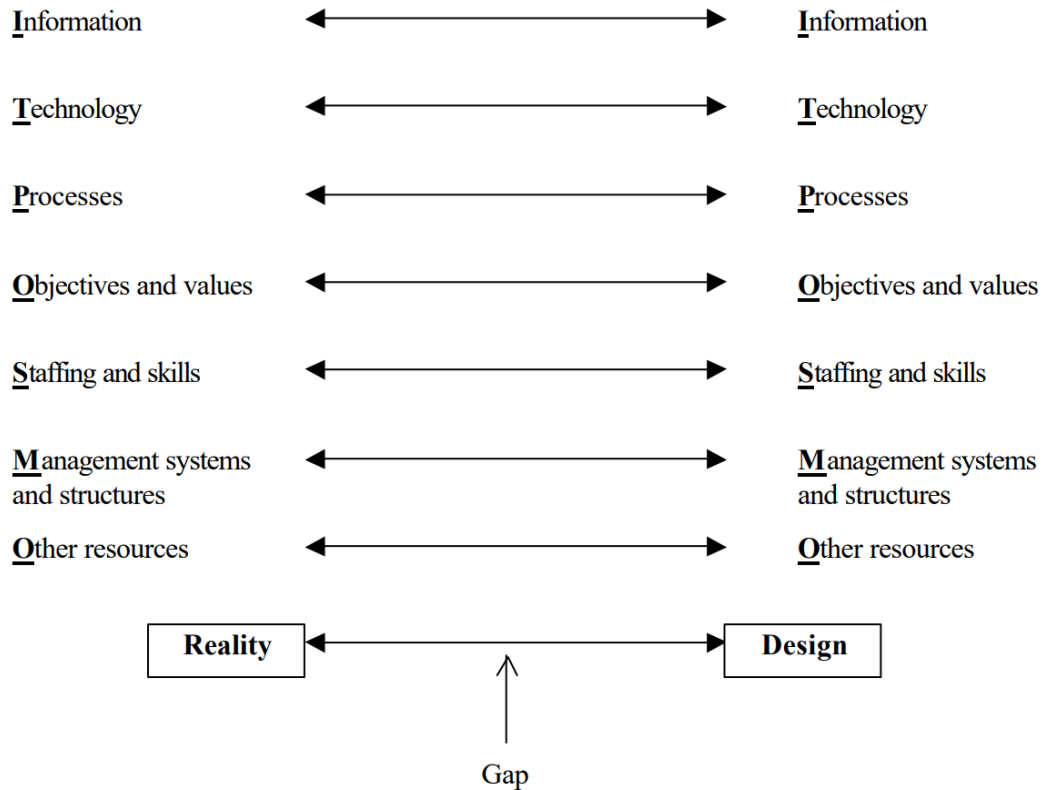 Information Information
Technology Technology
Processes Processes
Objectives and values Objectives and values
Staffing and skills Staffing and skills
Management systems Management systems
and structures and structures
Other resources Other resources
Reality Design
Gap